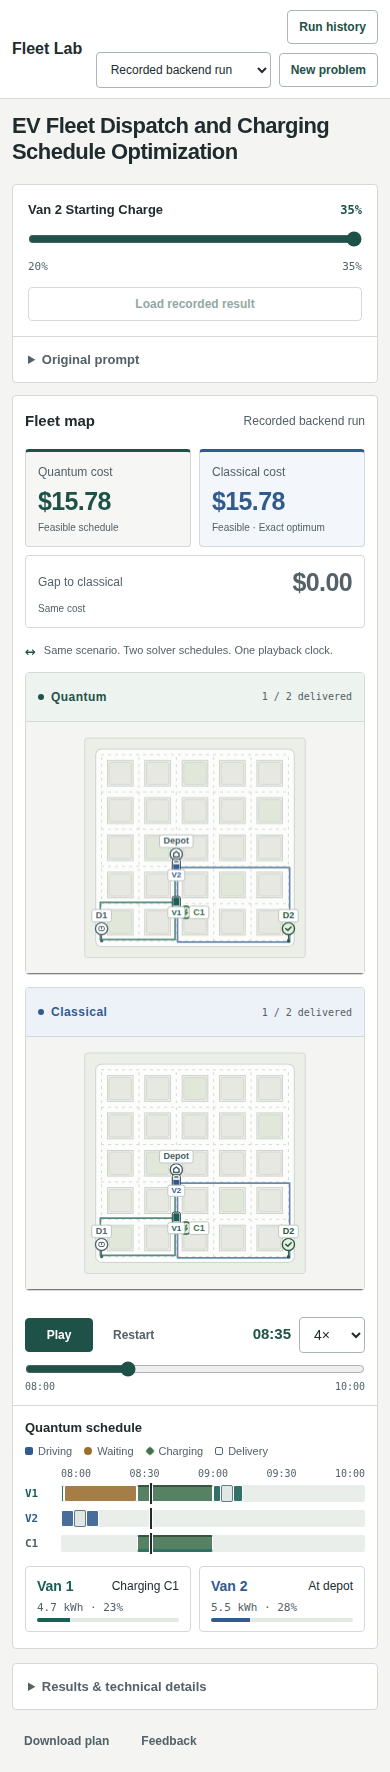 Run history
Fleet Lab
Recorded backend run
New problem
EV Fleet Dispatch and Charging
Schedule Optimization
Van 2 Starting Charge
35%
20%
35%
Load recorded result
Original prompt
Fleet map
Recorded backend run
Quantum cost
$15.78
Feasible schedule
Classical cost
$15.78
Feasible · Exact optimum
Gap to classical
$0.00
Same cost
Same scenario. Two solver schedules. One playback clock.
Quantum
1 / 2 delivered
Depot
V2
V1
C1
D1
D2
Classical
1 / 2 delivered
Depot
V2
V1
C1
D1
D2
Play
Restart
08:35
4×
08:00
10:00
Quantum schedule
Driving
Waiting
Charging
Delivery
08:00
08:30
09:00
09:30
10:00
V1
V2
C1
Van 1
Charging C1
4.7 kWh · 23%
Van 2
At depot
5.5 kWh · 28%
Results & technical details
Download plan
Feedback